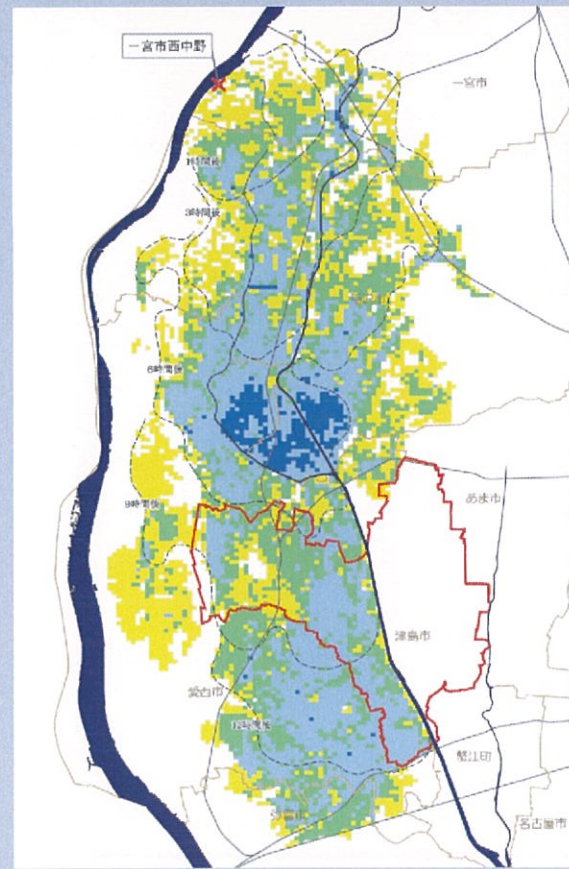 一宮市西中野
一宮市
1時間後
3時間後
6時間後
9時間後
あま市
津島市
愛西市
12時間後
蟹江町
名古屋市